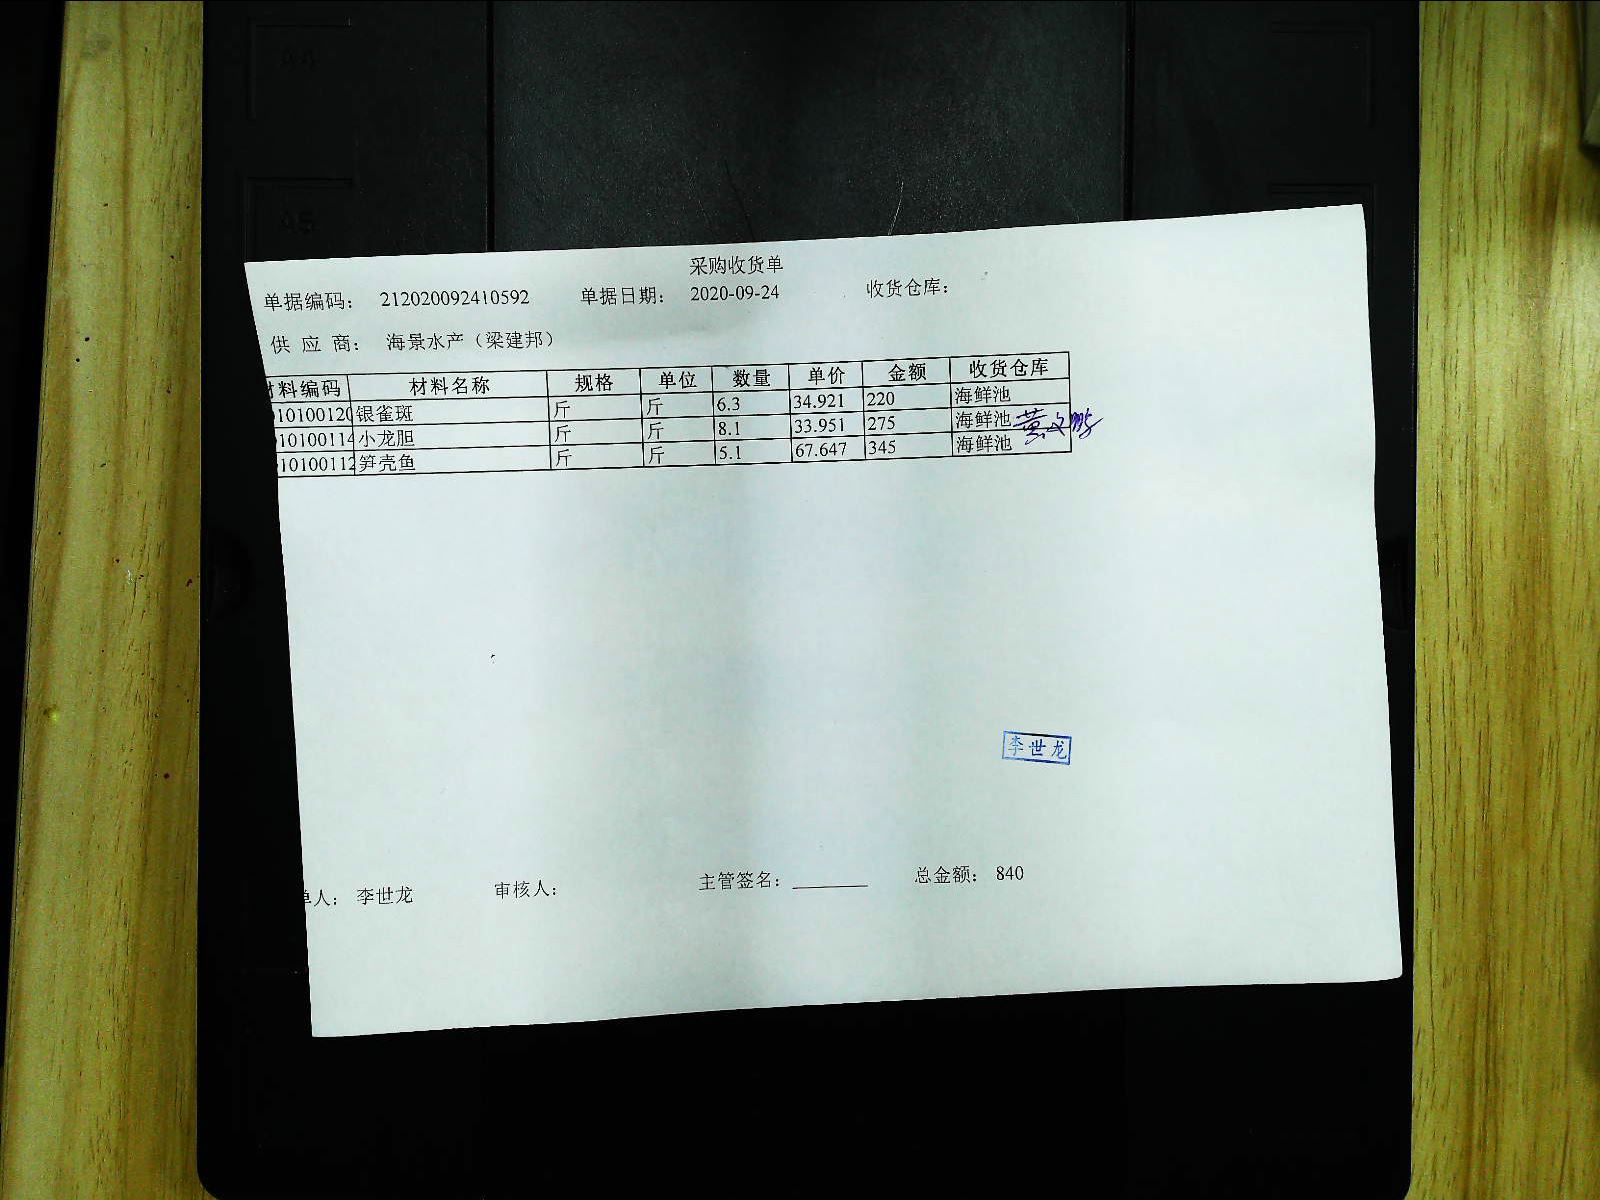 采购收货单
单据编码： 212020092410592 单据日期： 2020-09-24 收货仓库：
供 应 商： 海景水产（梁建邦）
材料编码 材料名称 规格 单位 数量 单价 金额 收货仓库
10100120 银雀斑 斤 斤 6.3 34.921 220 海鲜池
10100114 小龙胆 斤 斤 8.1 33.951 275 海鲜池
10100112 笋壳鱼 斤 斤 5.1 67.647 345 海鲜池
李世龙
单人： 李世龙 审核人： 主管签名： 总金额： 840